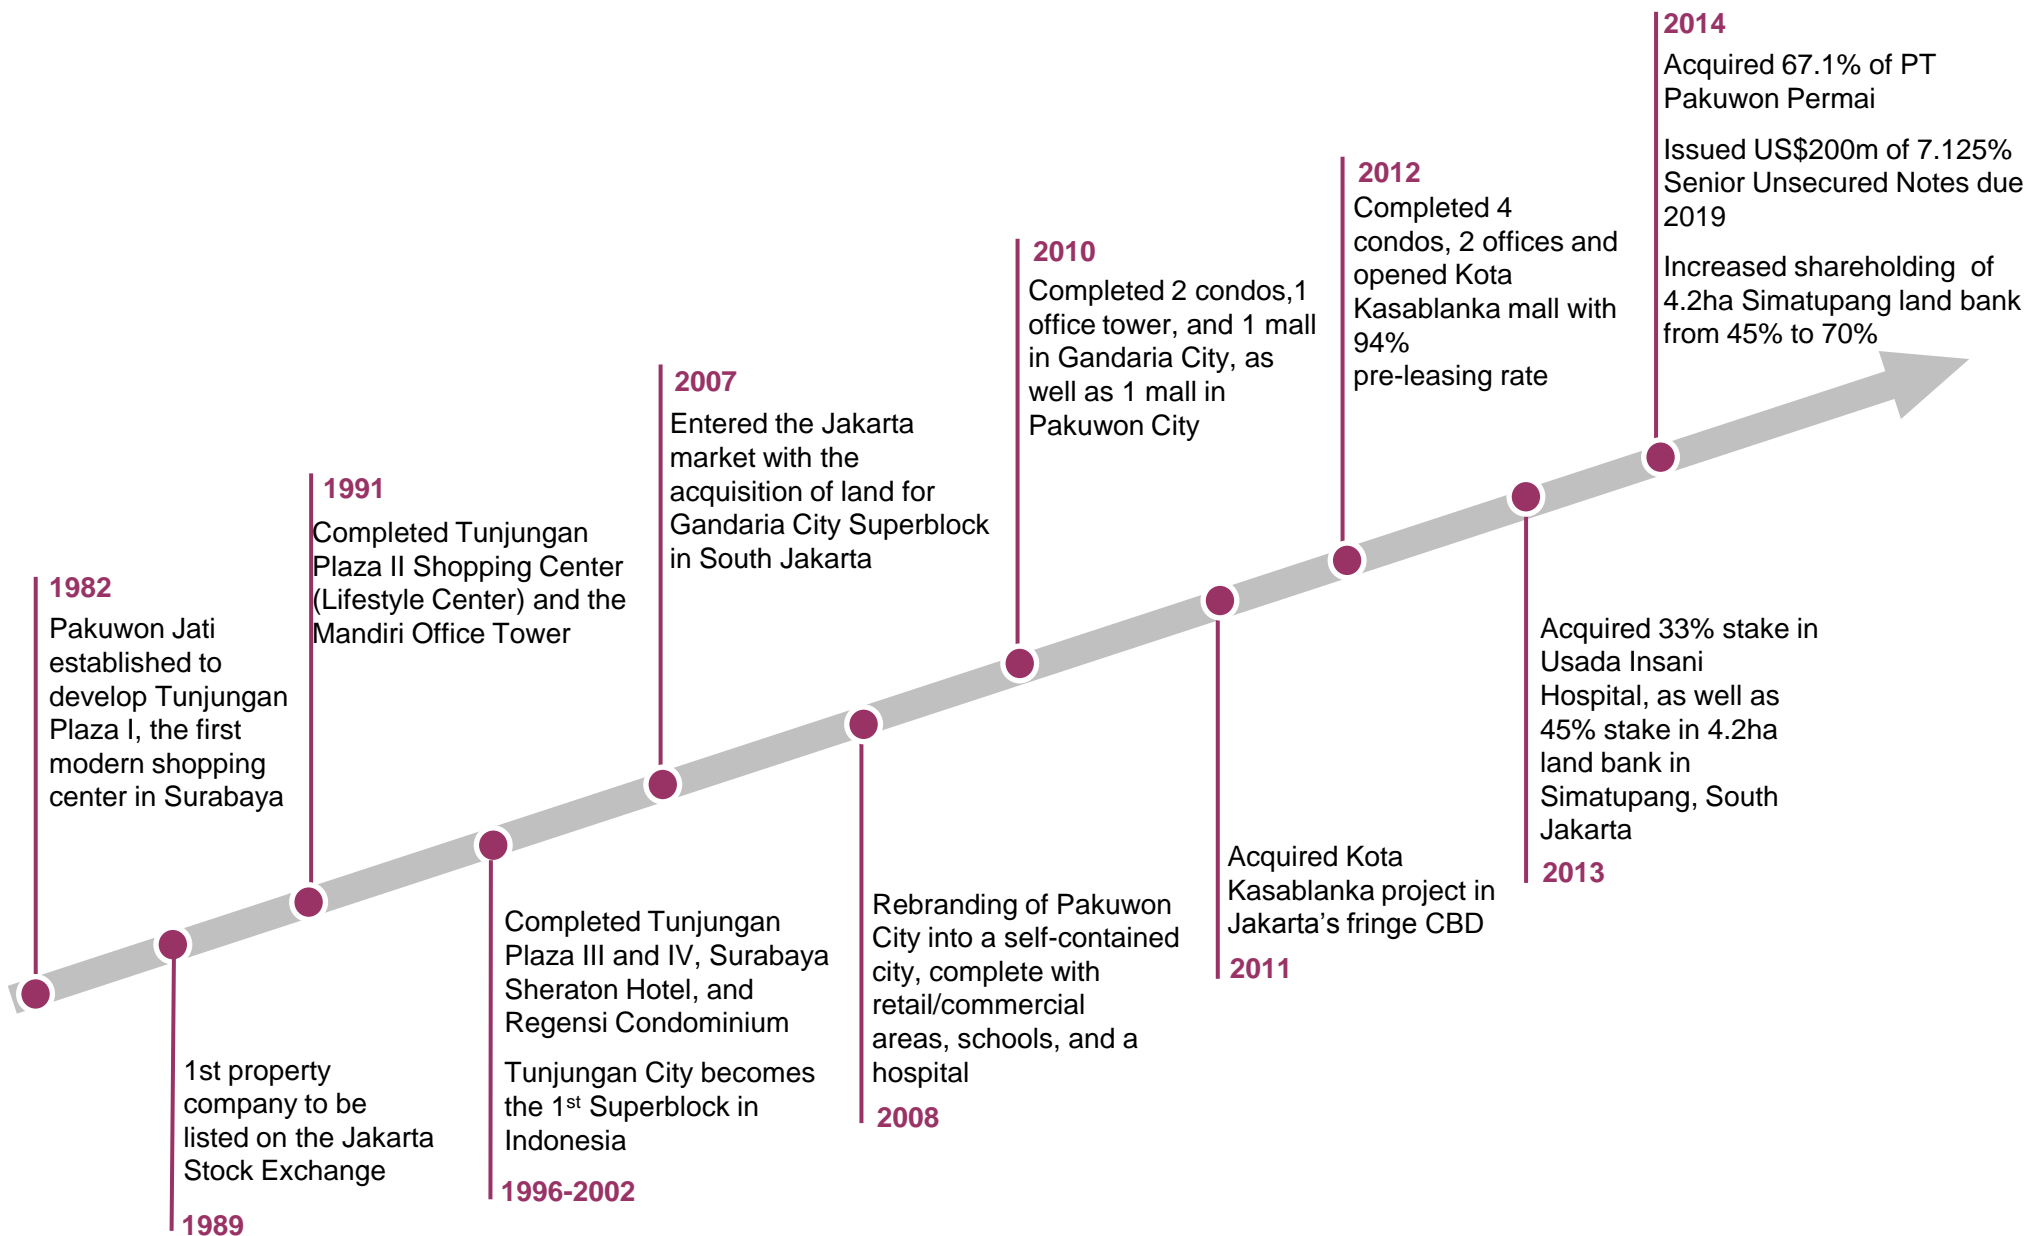 1982
Pakuwon Jati
established to
develop Tunjungan
Plaza I, the first
modern shopping
center in Surabaya
1st property
company to be
listed on the Jakarta
Stock Exchange
1989
1991
Completed Tunjungan
Plaza II Shopping Center
(Lifestyle Center) and the
Mandiri Office Tower
Completed Tunjungan
Plaza III and IV, Surabaya
Sheraton Hotel, and
Regensi Condominium
Tunjungan City becomes
the 1st Superblock in
Indonesia
1996-2002
2007
Entered the Jakarta
market with the
acquisition of land for
Gandaria City Superblock
in South Jakarta
Rebranding of Pakuwon
City into a self-contained
city, complete with
retail/commercial
areas, schools, and a
hospital
2008
2010
Completed 2 condos,1
office tower, and 1 mall
in Gandaria City, as
well as 1 mall in
Pakuwon City
Acquired Kota
Kasablanka project in
Jakarta’s fringe CBD
2011
2012
Completed 4
condos, 2 offices and
opened Kota
Kasablanka mall with
94%
pre-leasing rate
Acquired 33% stake in
Usada Insani
Hospital, as well as
45% stake in 4.2ha
land bank in
Simatupang, South
Jakarta
2013
2014
Acquired 67.1% of PT
Pakuwon Permai
Issued US$200m of 7.125%
Senior Unsecured Notes due
2019
Increased shareholding of
4.2ha Simatupang land bank
from 45% to 70%